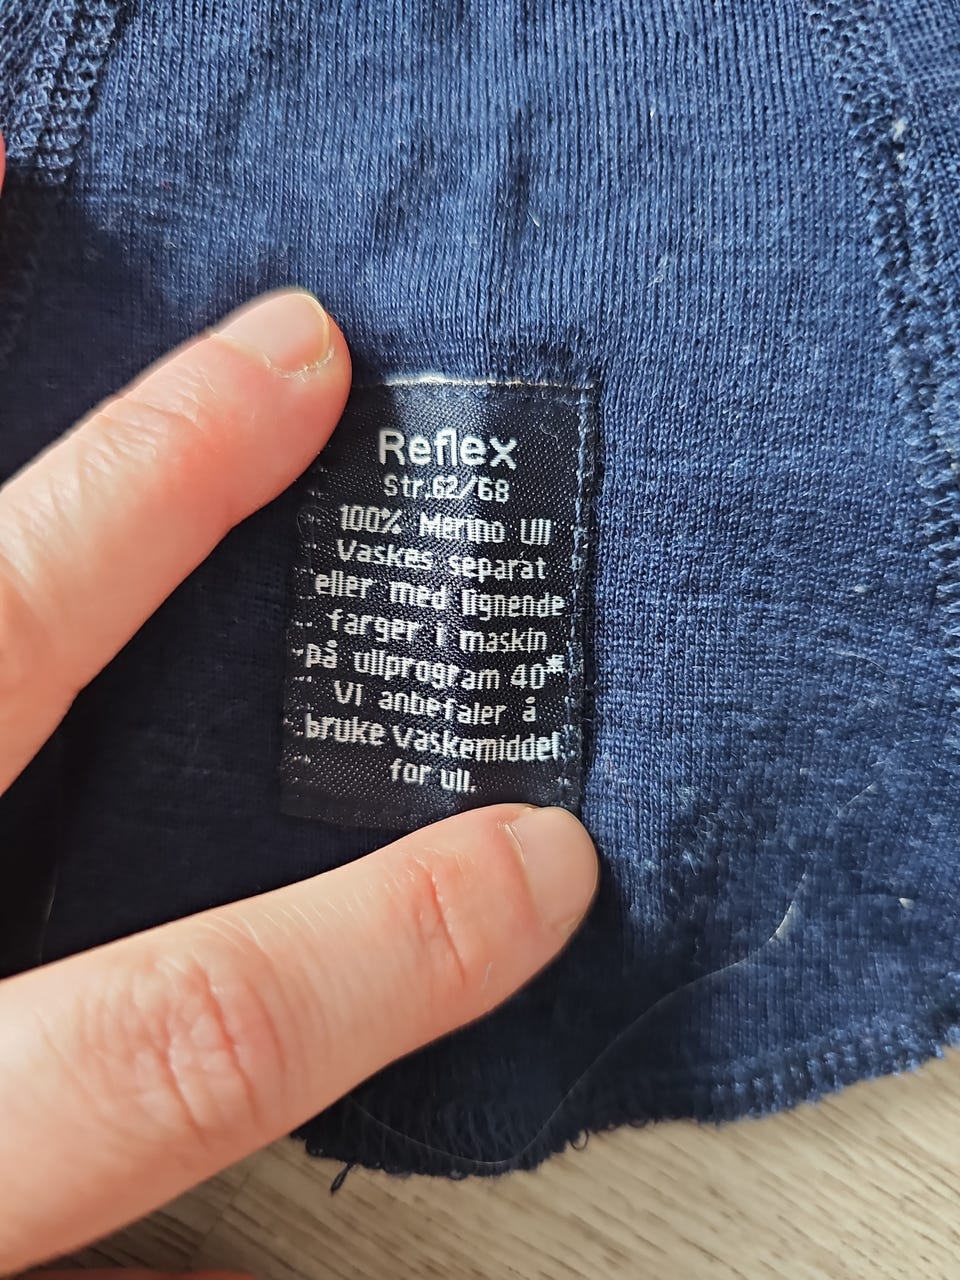 Reflex
Str.62/68
100% Merino Ull
Vaskes separat
eller med lignende
farger i maskin
på ullprogram 40*
Vi anbefaler å
bruke vaskemiddel
for ull.